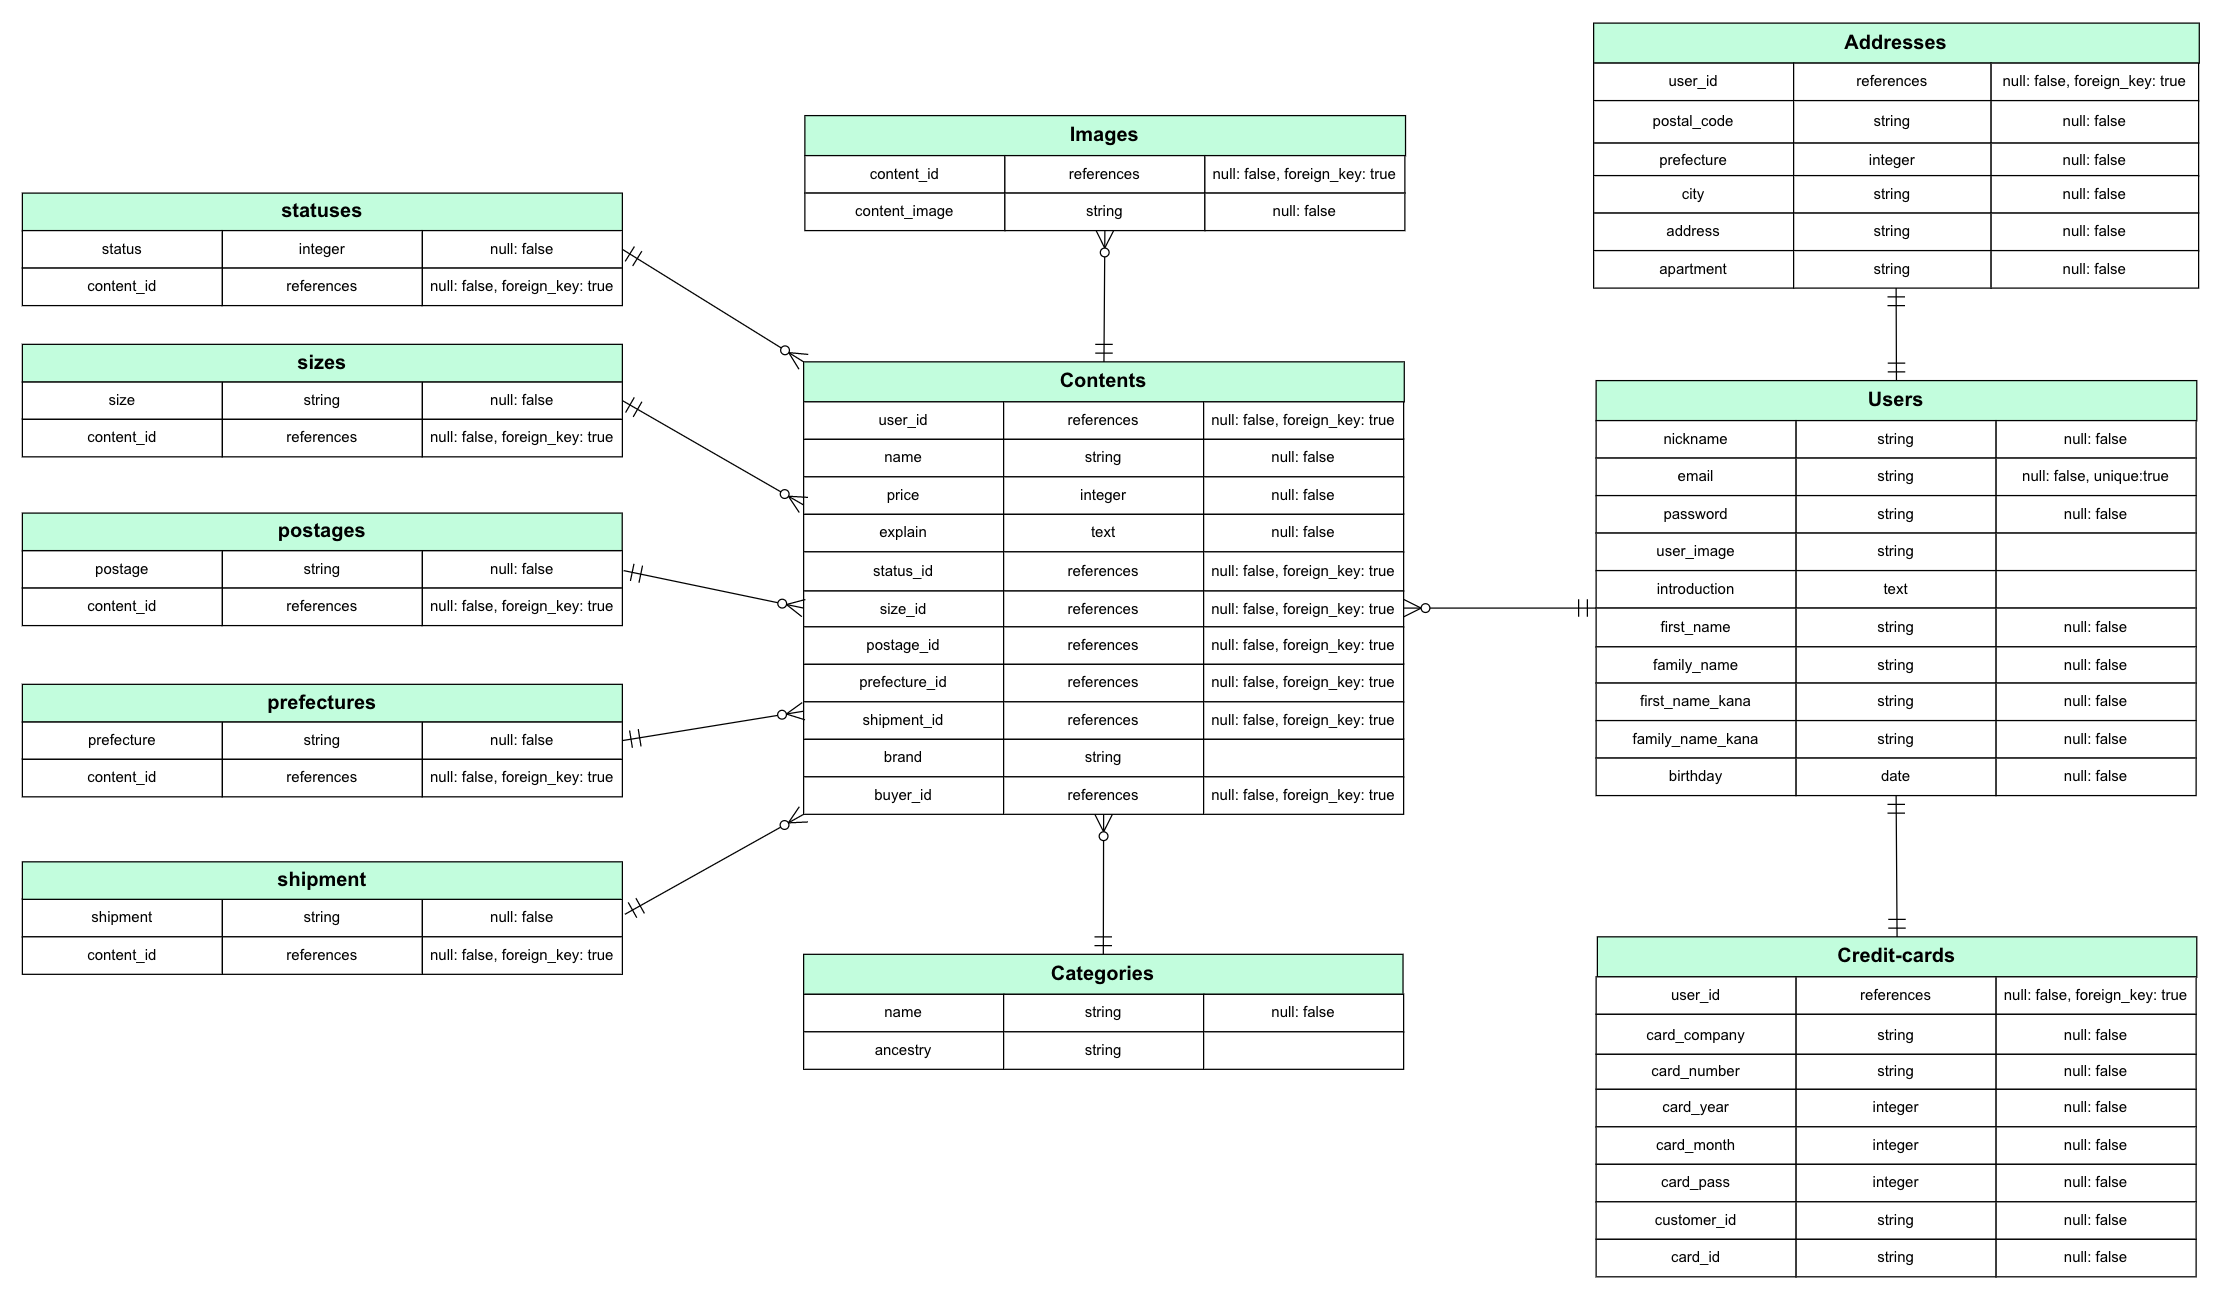 statuses
status integer null: false
content_id references null: false, foreign_key: true
sizes
size string null: false
content_id references null: false, foreign_key: true
postages
postage string null: false
content_id references null: false, foreign_key: true
prefectures
prefecture string null: false
content_id references null: false, foreign_key: true
shipment
shipment string null: false
content_id references null: false, foreign_key: true
Images
content_id references null: false, foreign_key: true
content_image string null: false
Contents
user_id references null: false, foreign_key: true
name string null: false
price integer null: false
explain text null: false
status_id references null: false, foreign_key: true
size_id references null: false, foreign_key: true
postage_id references null: false, foreign_key: true
prefecture_id references null: false, foreign_key: true
shipment_id references null: false, foreign_key: true
brand string
buyer_id references null: false, foreign_key: true
Categories
name string null: false
ancestry string
Addresses
user_id references null: false, foreign_key: true
postal_code string null: false
prefecture integer null: false
city string null: false
address string null: false
apartment string null: false
Users
nickname string null: false
email string null: false, unique:true
password string null: false
user_image string
introduction text
first_name string null: false
family_name string null: false
first_name_kana string null: false
family_name_kana string null: false
birthday date null: false
Credit-cards
user_id references null: false, foreign_key: true
card_company string null: false
card_number string null: false
card_year integer null: false
card_month integer null: false
card_pass integer null: false
customer_id string null: false
card_id string null: false